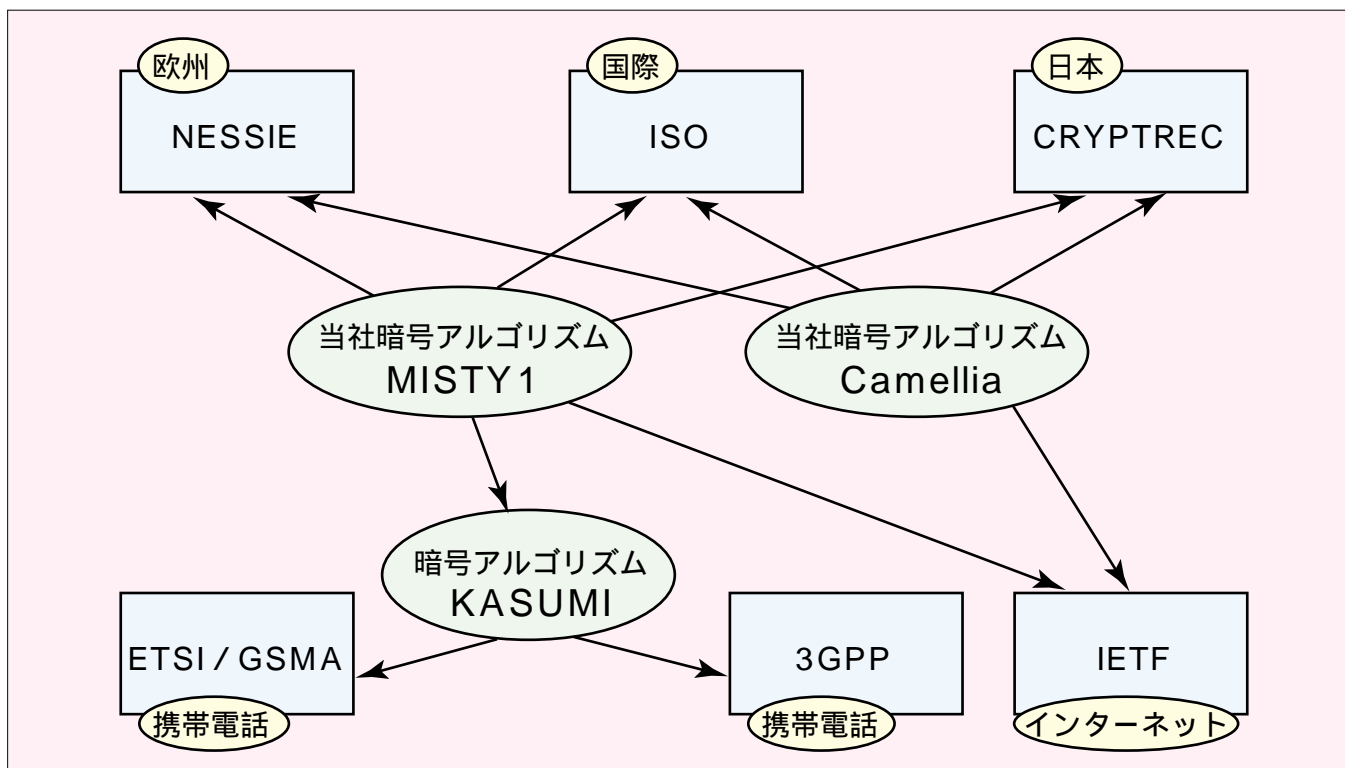 欧州
NESSIE
国際
ISO
日本
CRYPTREC
当社暗号アルゴリズム
MISTY1
当社暗号アルゴリズム
Camellia
暗号アルゴリズム
KASUMI
ETSI/GSMA
携帯電話
3GPP
携帯電話
IETF
インターネット